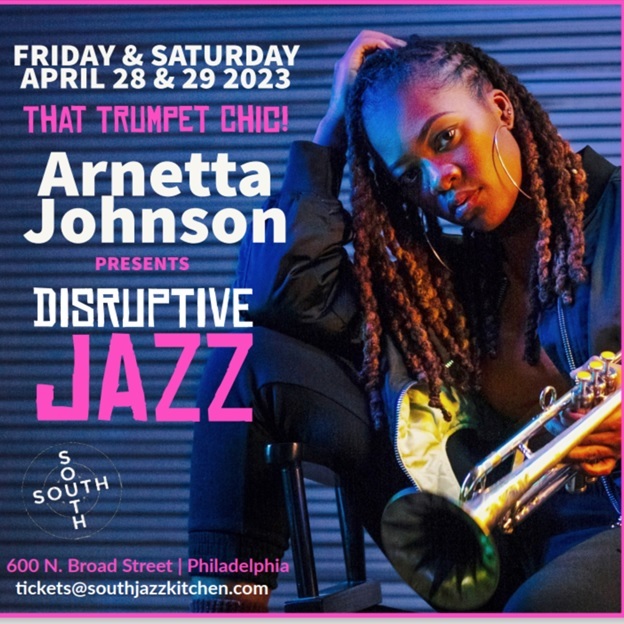 FRIDAY & SATURDAY
APRIL 28 & 29 2023
THAT TRUMPET CHIC!
Arnetta
Johnson
PRESENTS
DISRUPTIVE
JAZZ
SOUTH
SOUTH
600 N. Broad Street | Philadelphia
tickets@southjazzkitchen.com